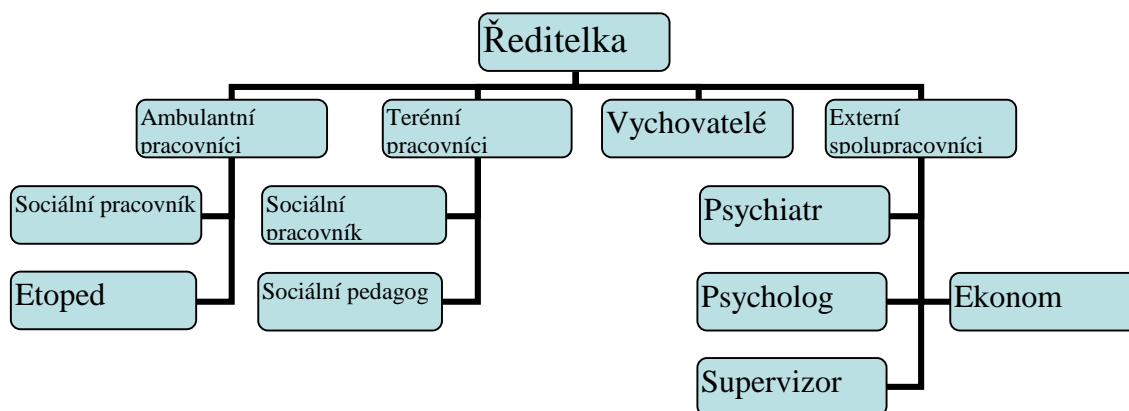 Ředitelka
Ambulantní
pracovníci
Terénní
pracovníci
Vychovatelé
Externí
spolupracovníci
Sociální pracovník
Sociální
pracovník
Psychiatr
Etoped
Sociální pedagog
Psycholog
Ekonom
Supervizor